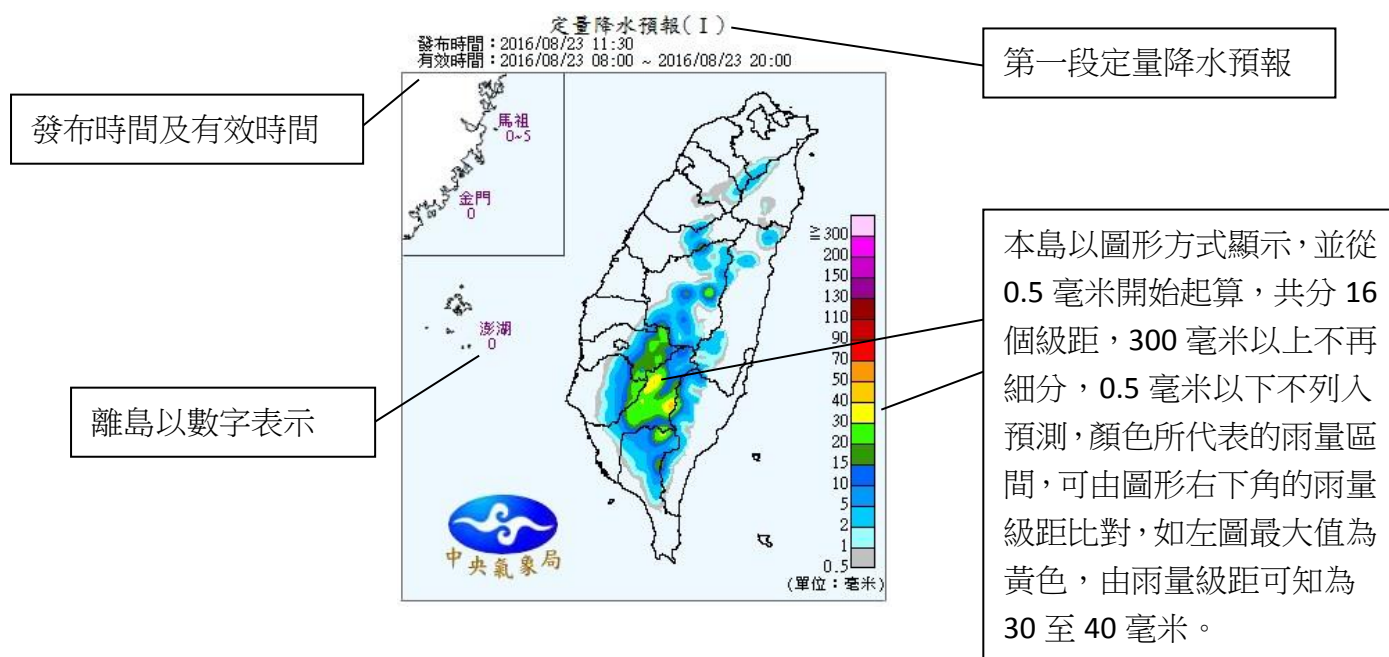 定量降水預報(Ⅰ)
發布時間：2016/08/23 11:30
有效時間：2016/08/23 08:00 ~ 2016/08/23 20:00
第一段定量降水預報
發布時間及有效時間
馬祖
0~5
金門
0
澎湖
0
離島以數字表示
≧300
200
150
130
110
90
70
50
40
30
20
15
10
5
2
1
0.5
(單位：毫米)
中央氣象局
本島以圖形方式顯示，並從
0.5 毫米開始起算，共分 16
個級距，300 毫米以上不再
細分，0.5 毫米以下不列入
預測，顏色所代表的雨量區
間，可由圖形右下角的雨量
級距比對，如左圖最大值為
黃色，由雨量級距可知為
30 至 40 毫米。